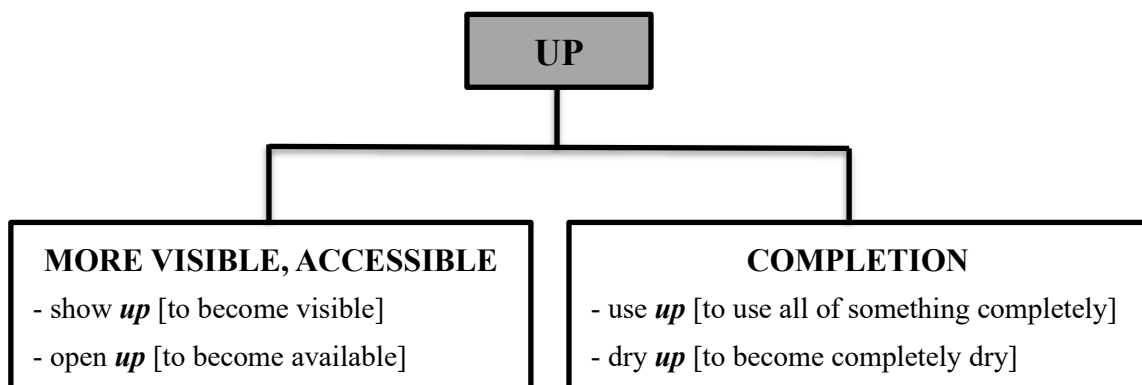 UP
MORE VISIBLE, ACCESSIBLE
- show up [to become visible]
- open up [to become available]
COMPLETION
- use up [to use all of something completely]
- dry up [to become completely dry]